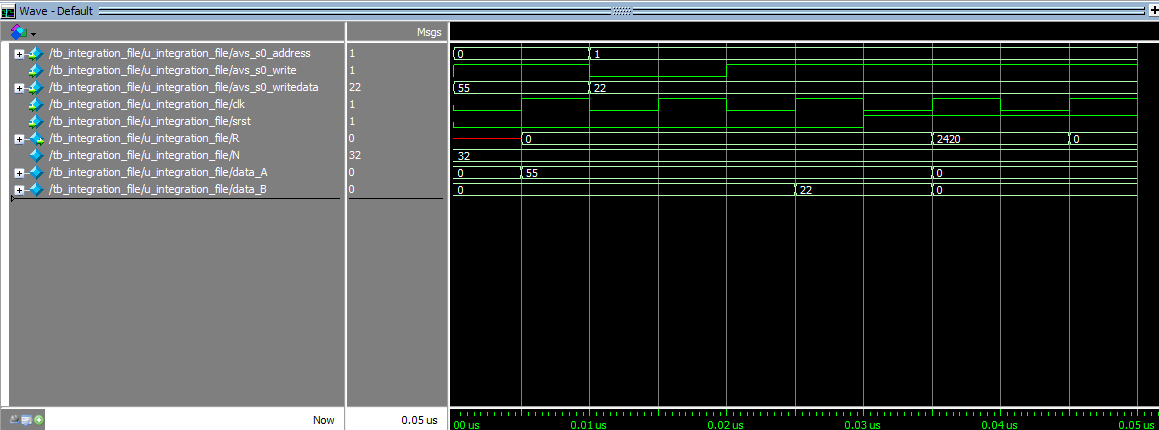 Wave - Default
Msgs
/tb_integration_file/u_integration_file/avs_s0_address 1 0 1
/tb_integration_file/u_integration_file/avs_s0_write 1
/tb_integration_file/u_integration_file/avs_s0_writedata 22 55 22
/tb_integration_file/u_integration_file/clk 1
/tb_integration_file/u_integration_file/srst 1
/tb_integration_file/u_integration_file/R 0 0 2420 0
/tb_integration_file/u_integration_file/N 32 32
/tb_integration_file/u_integration_file/data_A 0 0 55 0
/tb_integration_file/u_integration_file/data_B 0 0 22 0
Now 0.05 us 00 us 0.01 us 0.02 us 0.03 us 0.04 us 0.05 us